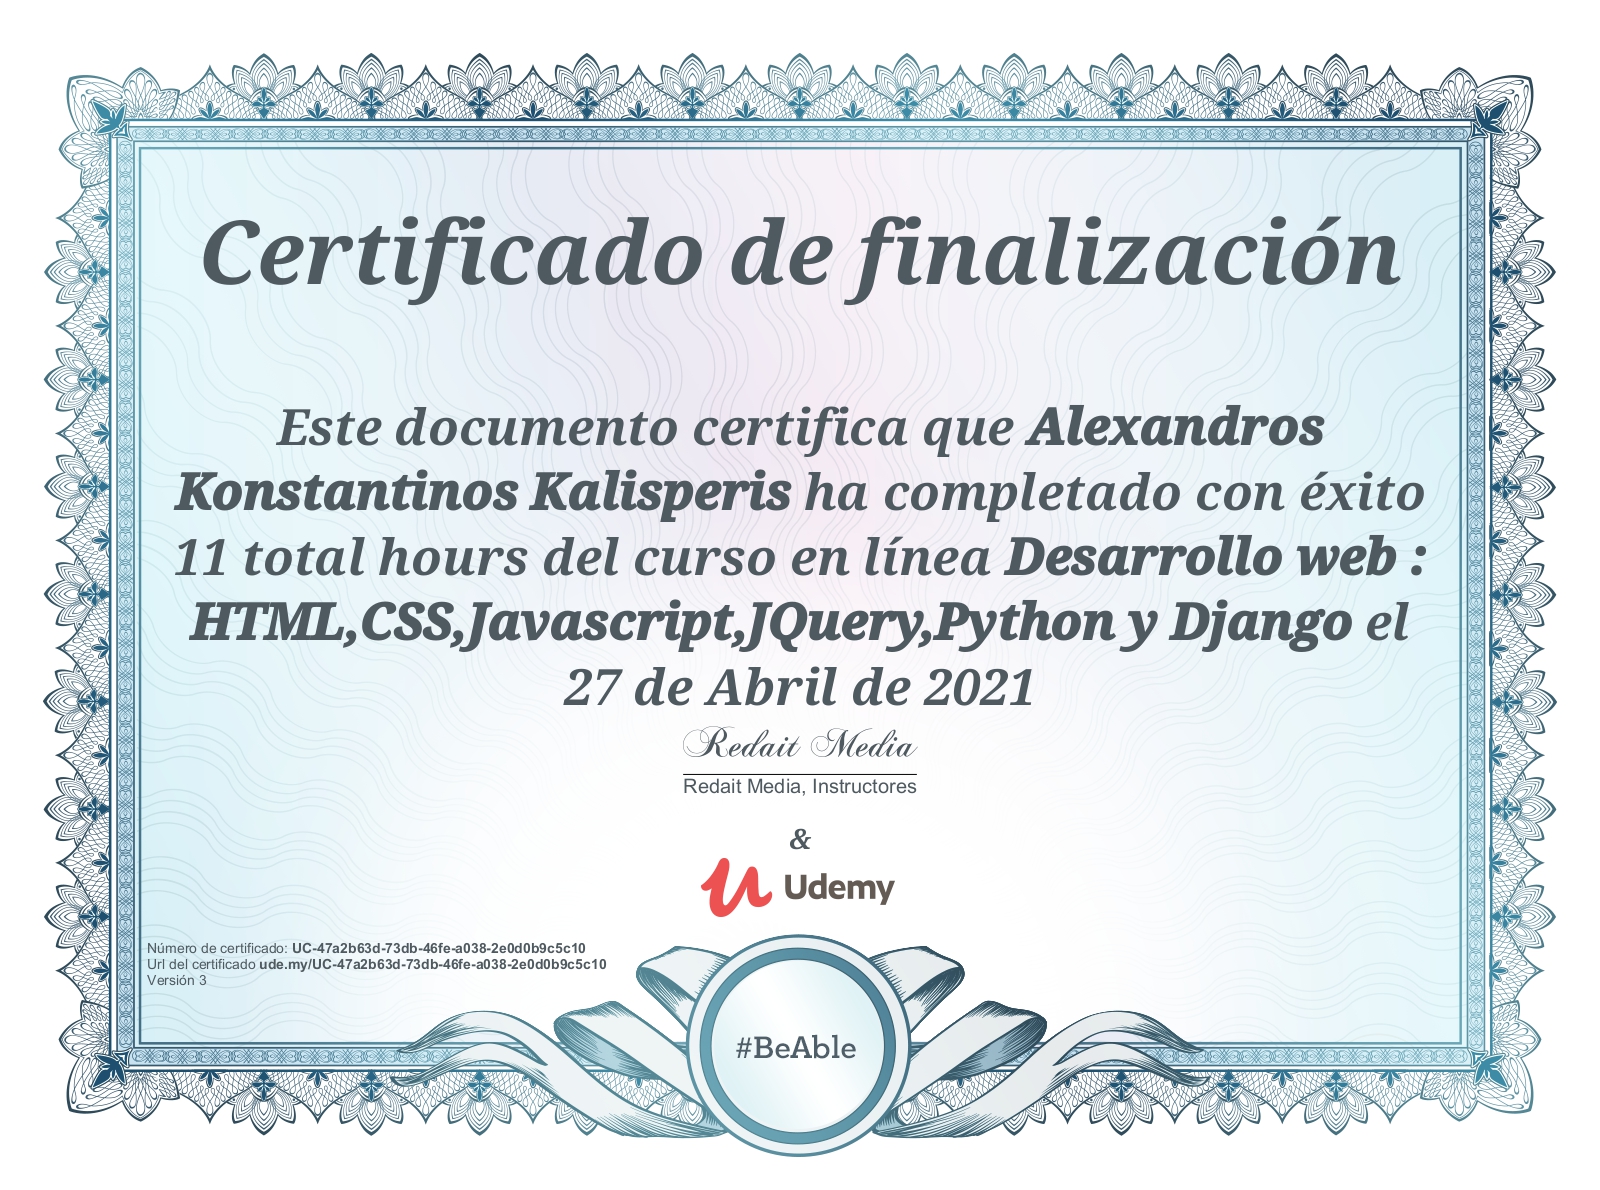 Certificado de finalización
Este documento certifica que Alexandros
Konstantinos Kalisperis ha completado con éxito
11 total hours del curso en línea Desarrollo web :
HTML,CSS,Javascript,JQuery,Python y Django el
27 de Abril de 2021
Redait Media
Redait Media, Instructores
&
Udemy
Número de certificado: UC-47a2b63d-73db-46fe-a038-2e0d0b9c5c10
Url del certificado ude.my/UC-47a2b63d-73db-46fe-a038-2e0d0b9c5c10
Versión 3
#BeAble